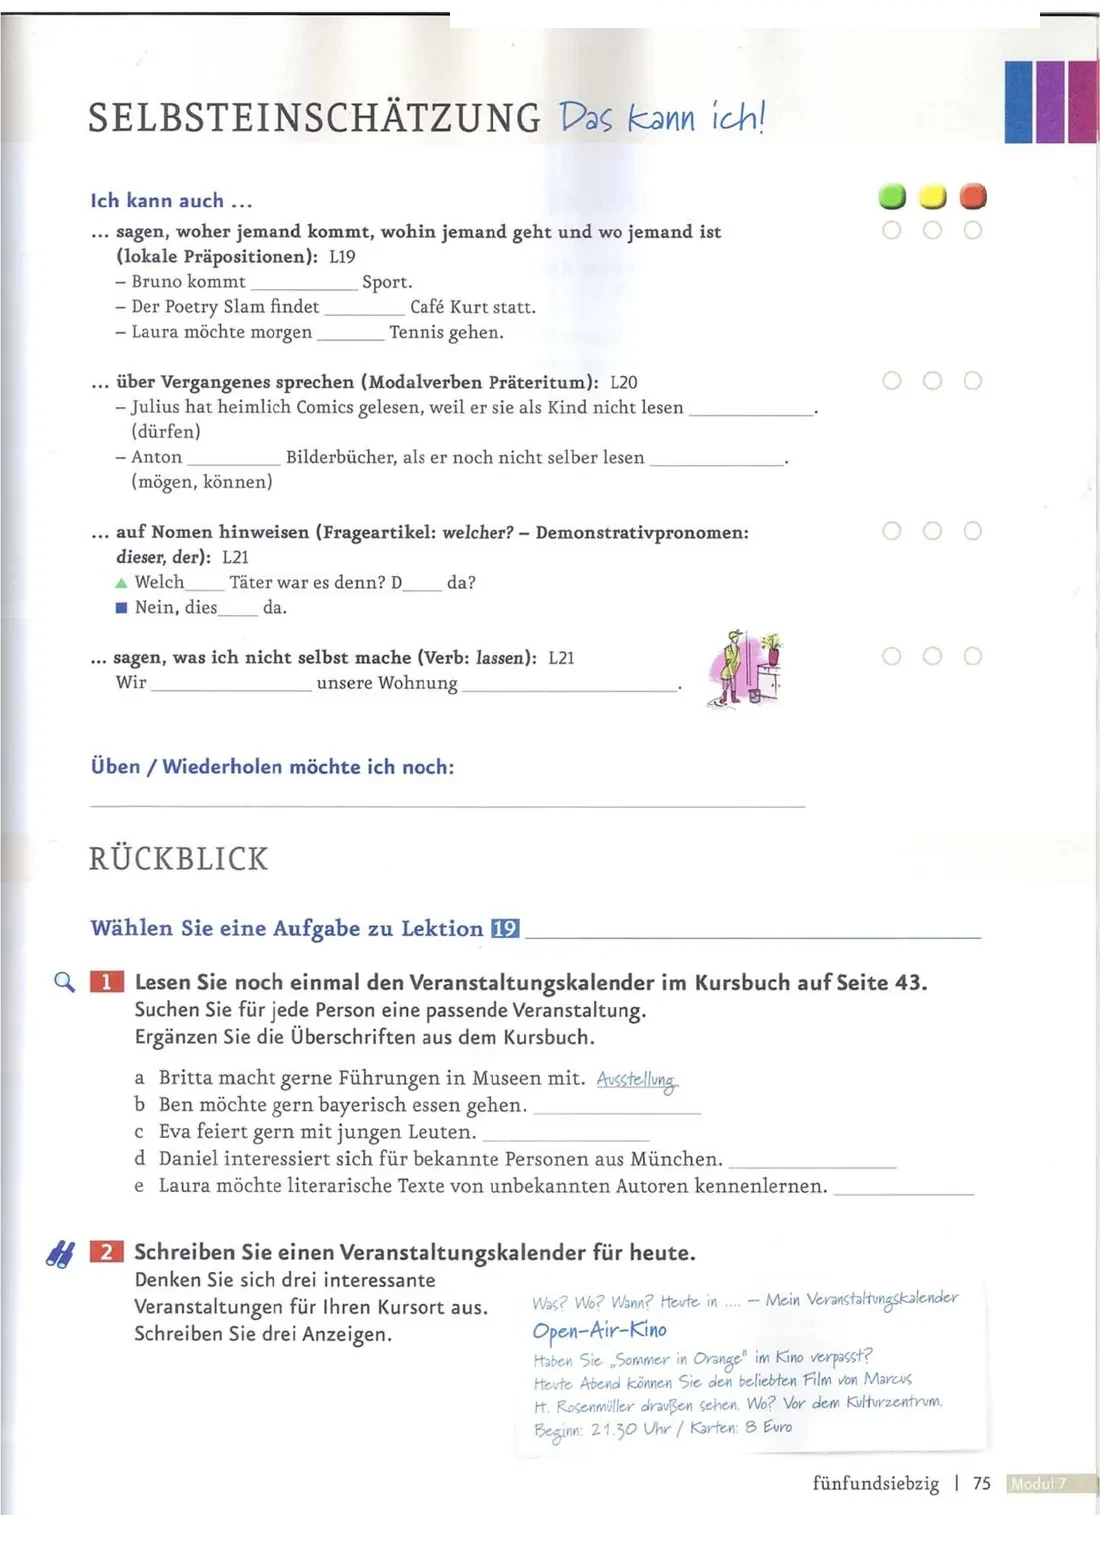 SELBSTEINSCHÄTZUNG Das kann ich!
Ich kann auch ...
... sagen, woher jemand kommt, wohin jemand geht und wo jemand ist
(lokale Präpositionen): L19
– Bruno kommt __________ Sport.
– Der Poetry Slam findet ________ Café Kurt statt.
– Laura möchte morgen _______ Tennis gehen.
... über Vergangenes sprechen (Modalverben Präteritum): L20
– Julius hat heimlich Comics gelesen, weil er sie als Kind nicht lesen ____________.
(dürfen)
– Anton _________ Bilderbücher, als er noch nicht selber lesen _____________.
(mögen, können)
... auf Nomen hinweisen (Frageartikel: welcher? – Demonstrativpronomen:
dieser, der): L21
▲ Welch____ Täter war es denn? D____ da?
■ Nein, dies____ da.
... sagen, was ich nicht selbst mache (Verb: lassen): L21
Wir ________________ unsere Wohnung ______________________.
Üben / Wiederholen möchte ich noch:
RÜCKBLICK
Wählen Sie eine Aufgabe zu Lektion 19
1 Lesen Sie noch einmal den Veranstaltungskalender im Kursbuch auf Seite 43.
Suchen Sie für jede Person eine passende Veranstaltung.
Ergänzen Sie die Überschriften aus dem Kursbuch.
a Britta macht gerne Führungen in Museen mit. Ausstellung
b Ben möchte gern bayerisch essen gehen. ________________
c Eva feiert gern mit jungen Leuten. ________________
d Daniel interessiert sich für bekannte Personen aus München. ________________
e Laura möchte literarische Texte von unbekannten Autoren kennenlernen. ______________
2 Schreiben Sie einen Veranstaltungskalender für heute.
Denken Sie sich drei interessante
Veranstaltungen für Ihren Kursort aus.
Schreiben Sie drei Anzeigen.
Was? Wo? Wann? Heute in .... – Mein Veranstaltungskalender
Open-Air-Kino
Haben Sie „Sommer in Orange" im Kino verpasst?
Heute Abend können Sie den beliebten Film von Marcus
H. Rosenmüller draußen sehen. Wo? Vor dem Kulturzentrum.
Beginn: 21.30 Uhr / Karten: 8 Euro
fünfundsiebzig | 75 Modul 7